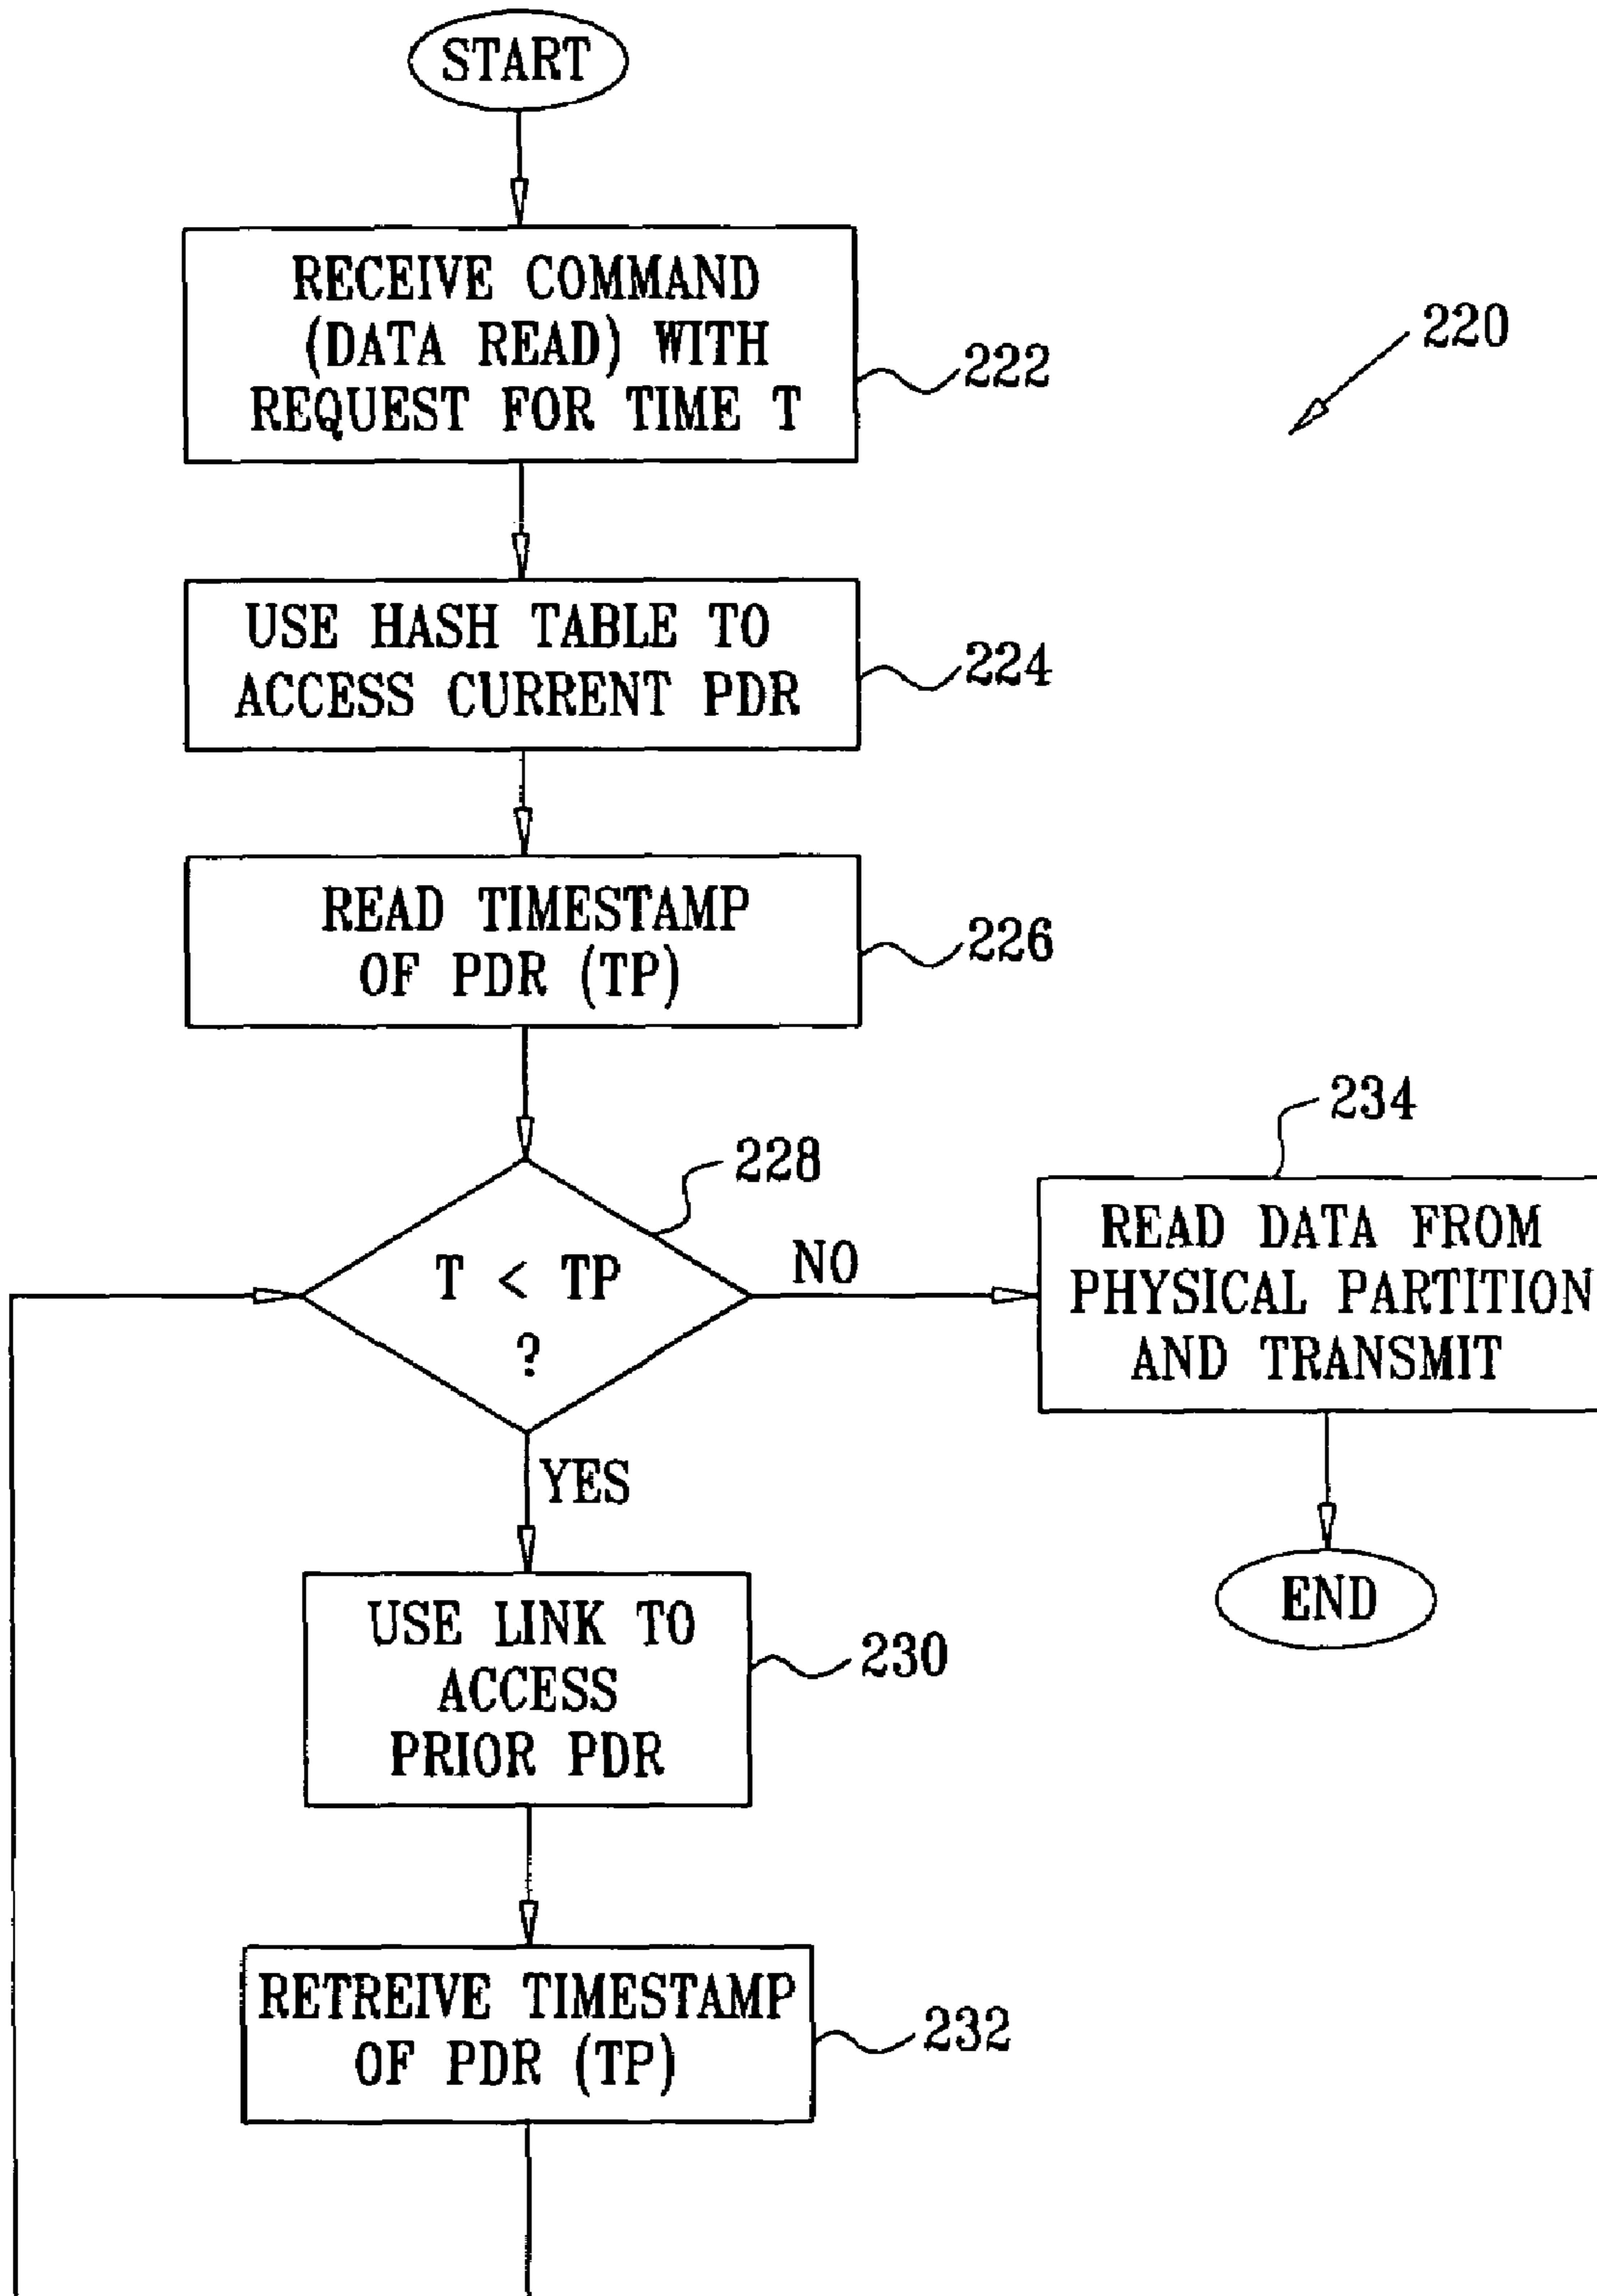 START
RECEIVE COMMAND
(DATA READ) WITH
REQUEST FOR TIME T
222
220
USE HASH TABLE TO
ACCESS CURRENT PDR
224
READ TIMESTAMP
OF PDR (TP)
226
T < TP
?
228
NO
YES
234
READ DATA FROM
PHYSICAL PARTITION
AND TRANSMIT
END
USE LINK TO
ACCESS
PRIOR PDR
230
RETREIVE TIMESTAMP
OF PDR (TP)
232